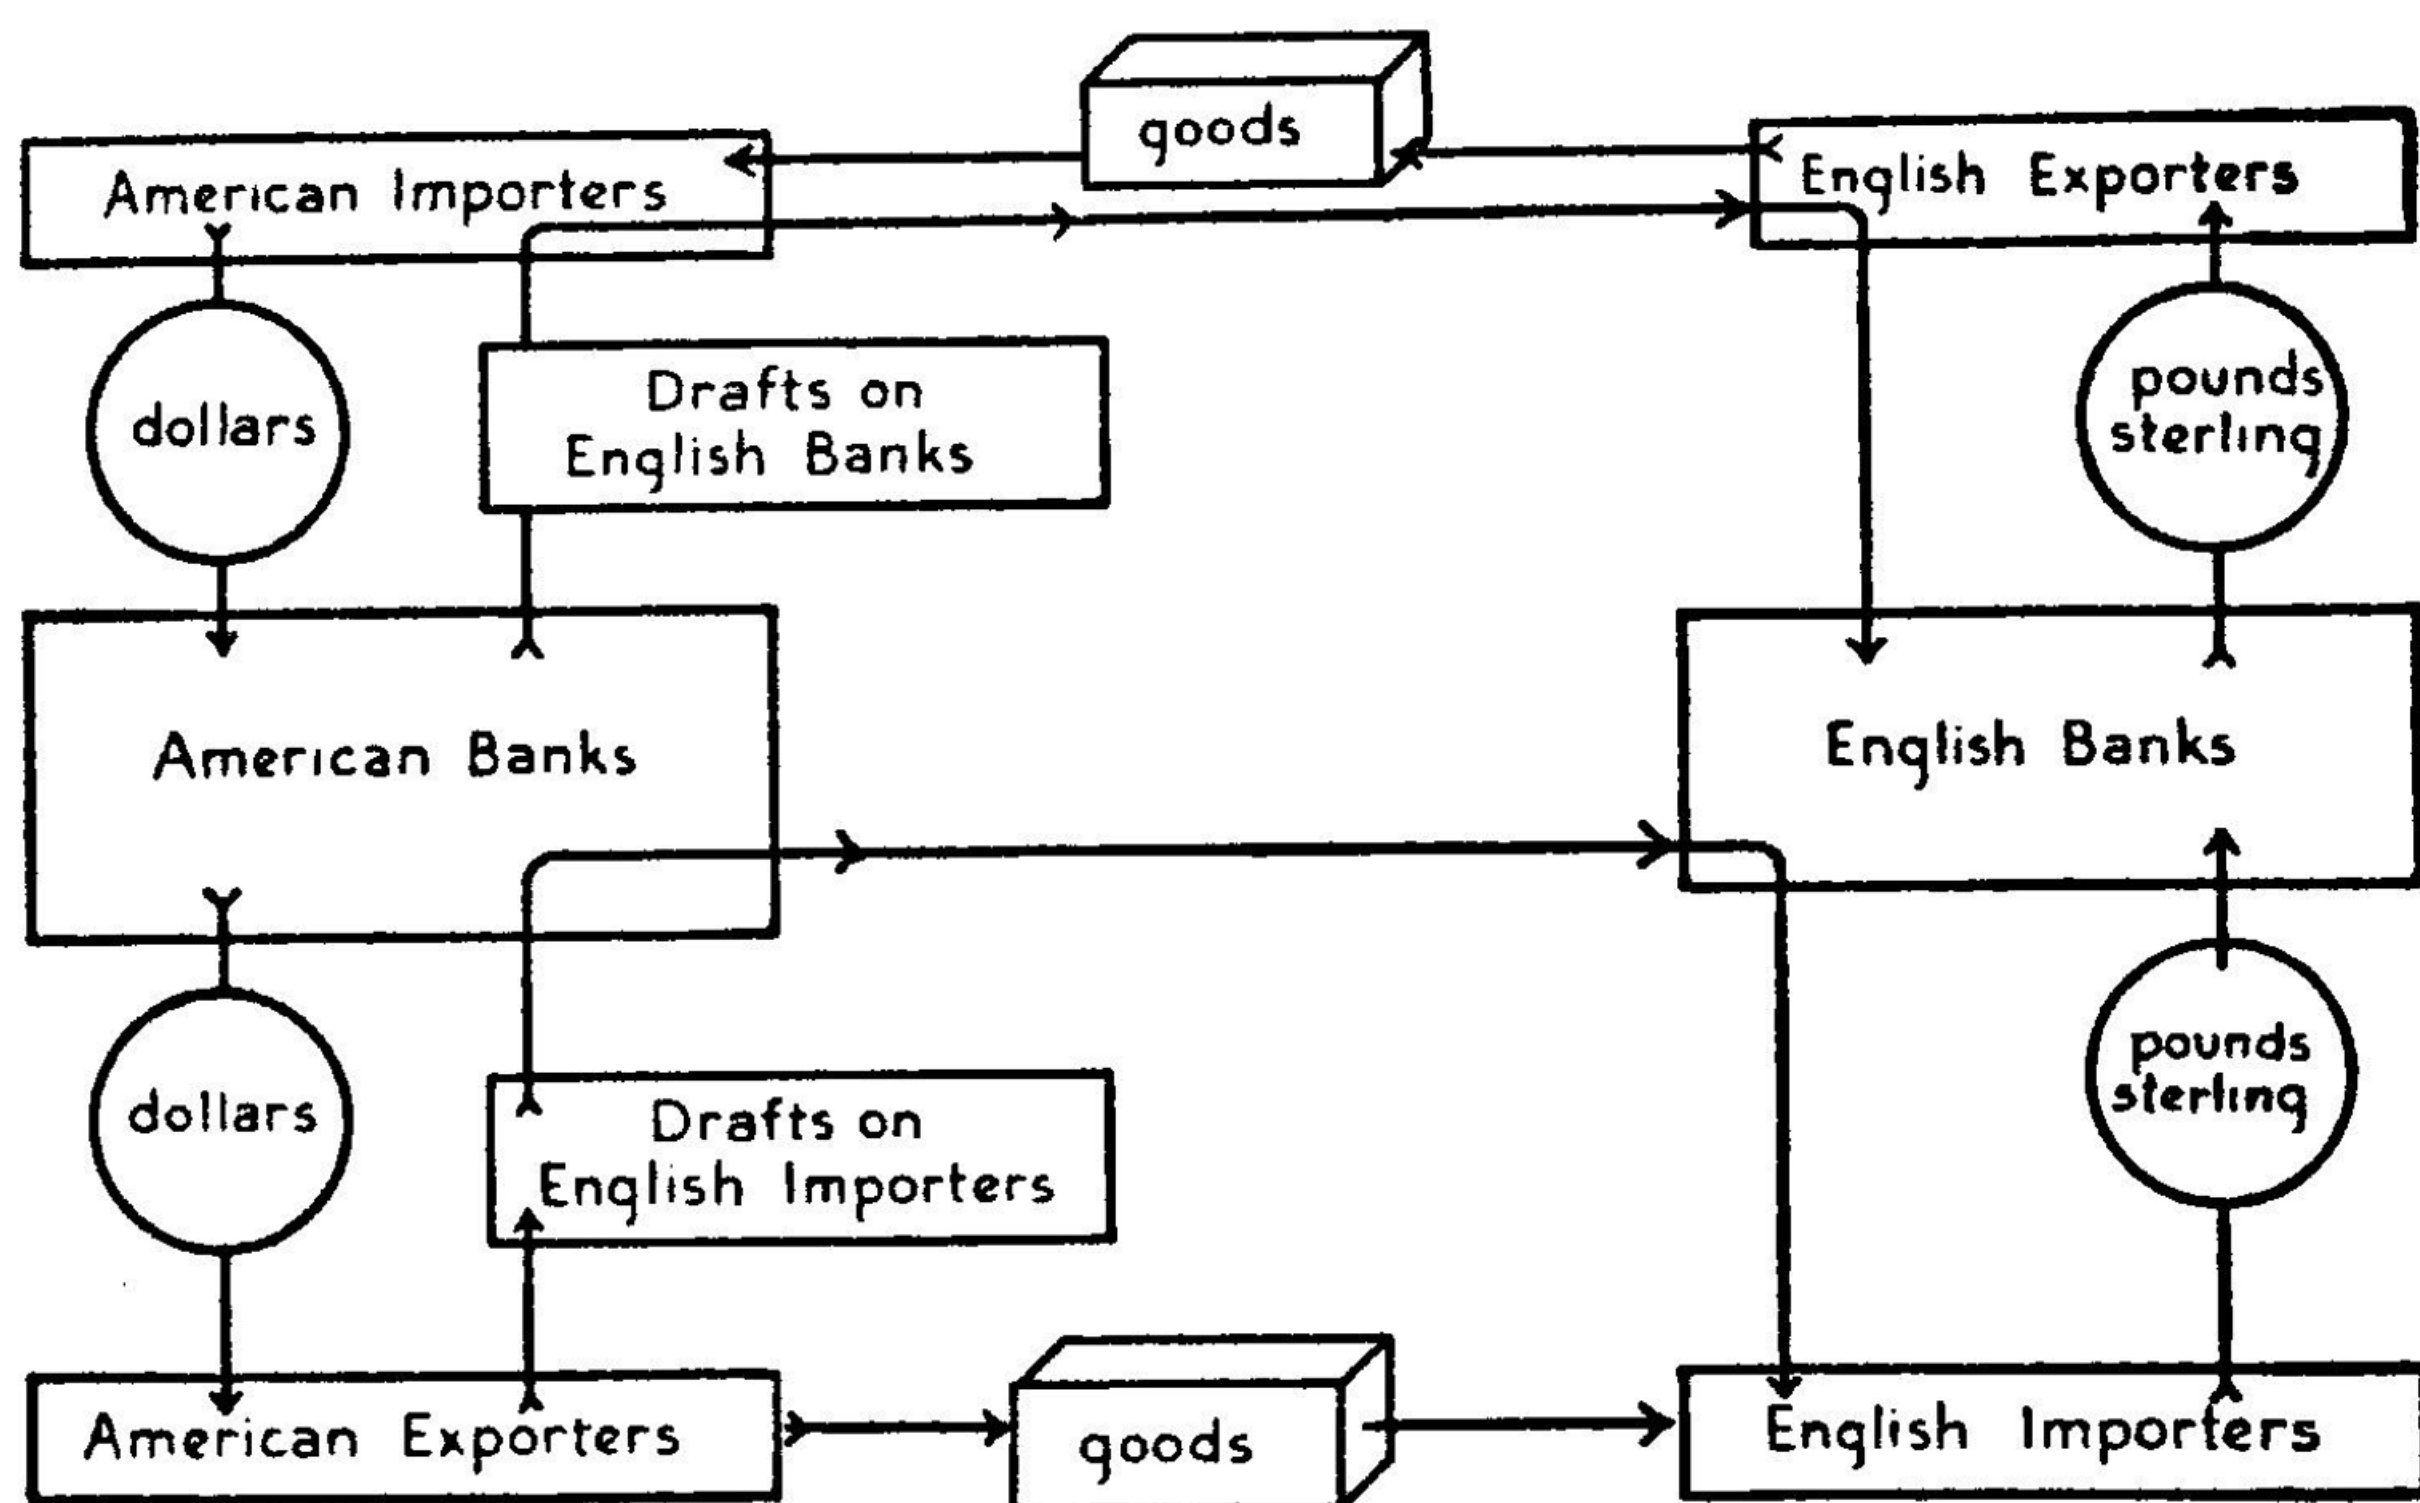 goods
American Importers
English Exporters
dollars
Drafts on
English Banks
pounds
sterling
American Banks
English Banks
dollars
Drafts on
English Importers
pounds
sterling
American Exporters
goods
English Importers